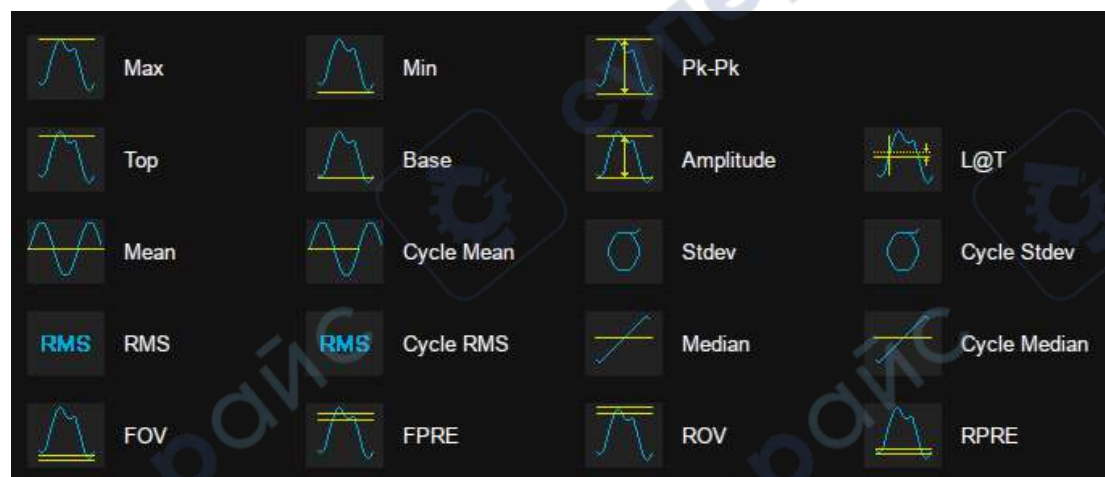 Max Min Pk-Pk
Top Base Amplitude L@T
Mean Cycle Mean Stdev Cycle Stdev
RMS RMS RMS Cycle RMS Median Cycle Median
FOV FPRE ROV RPRE